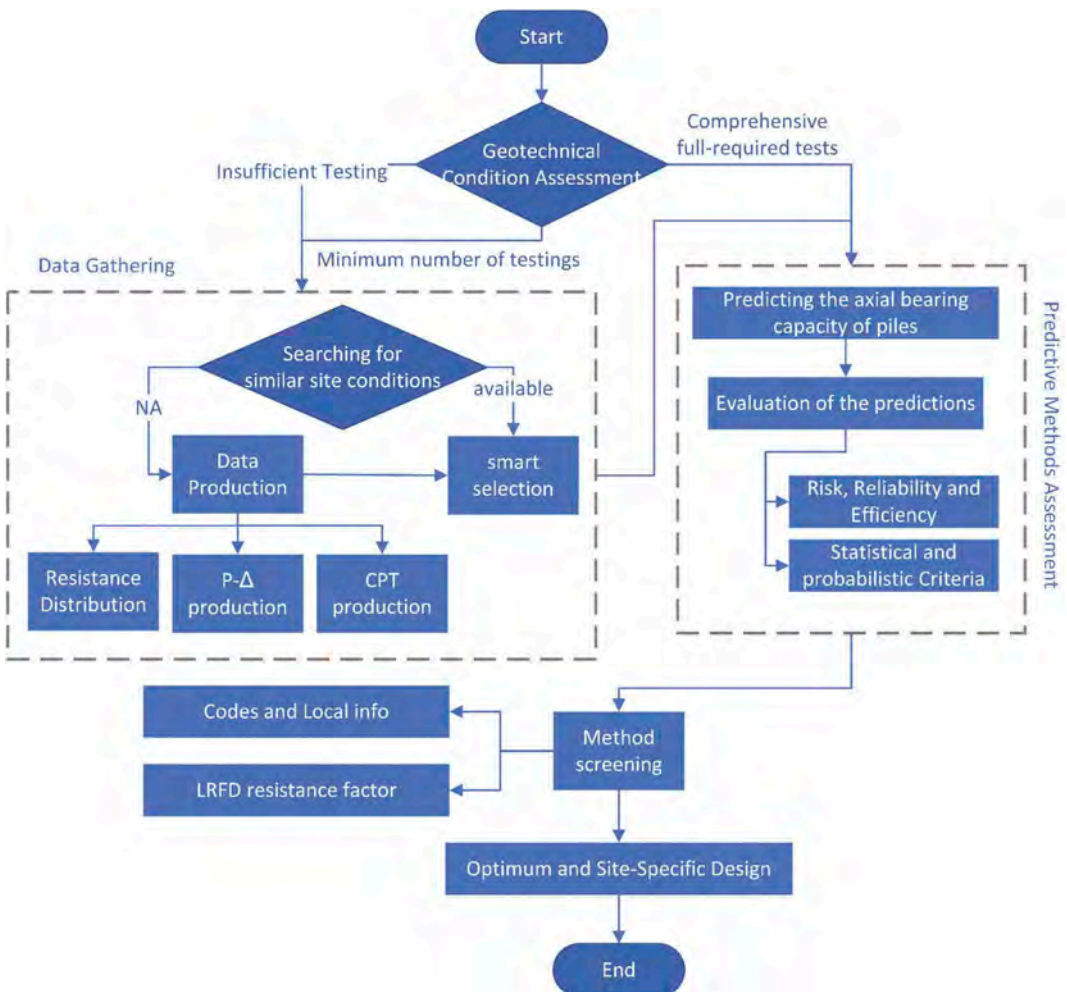 Start
Geotechnical
Condition Assessment
Comprehensive
full-required tests
Insufficient Testing
Minimum number of testings
Data Gathering
Searching for
similar site conditions
NA
available
Data
Production
smart
selection
Resistance
Distribution
P-Δ
production
CPT
production
Predicting the axial bearing
capacity of piles
Evaluation of the predictions
Risk, Reliability and
Efficiency
Statistical and
probabilistic Criteria
Predictive Methods Assessment
Codes and Local info
LRFD resistance factor
Method
screening
Optimum and Site-Specific Design
End